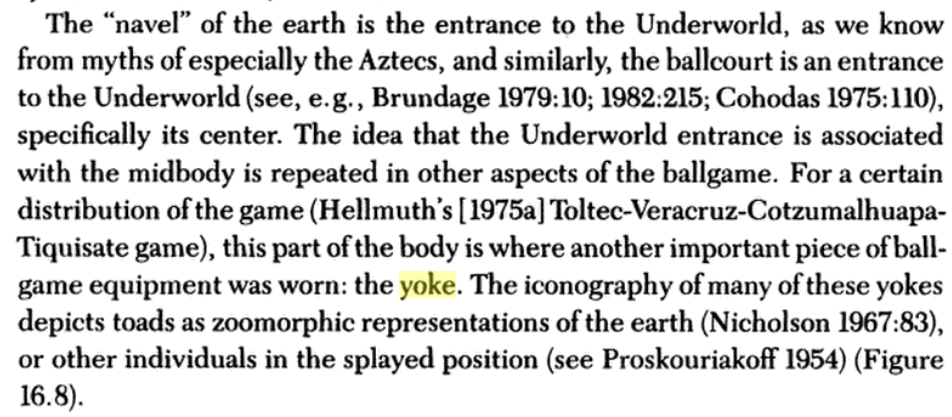 The “navel” of the earth is the entrance to the Underworld, as we know
from myths of especially the Aztecs, and similarly, the ballcourt is an entrance
to the Underworld (see, e.g., Brundage 1979:10; 1982:215; Cohodas 1975:110),
specifically its center. The idea that the Underworld entrance is associated
with the midbody is repeated in other aspects of the ballgame. For a certain
distribution of the game (Hellmuth’s [1975a] Toltec-Veracruz-Cotzumalhuapa-
Tiquisate game), this part of the body is where another important piece of ball-
game equipment was worn: the yoke. The iconography of many of these yokes
depicts toads as zoomorphic representations of the earth (Nicholson 1967:83),
or other individuals in the splayed position (see Proskouriakoff 1954) (Figure
16.8).